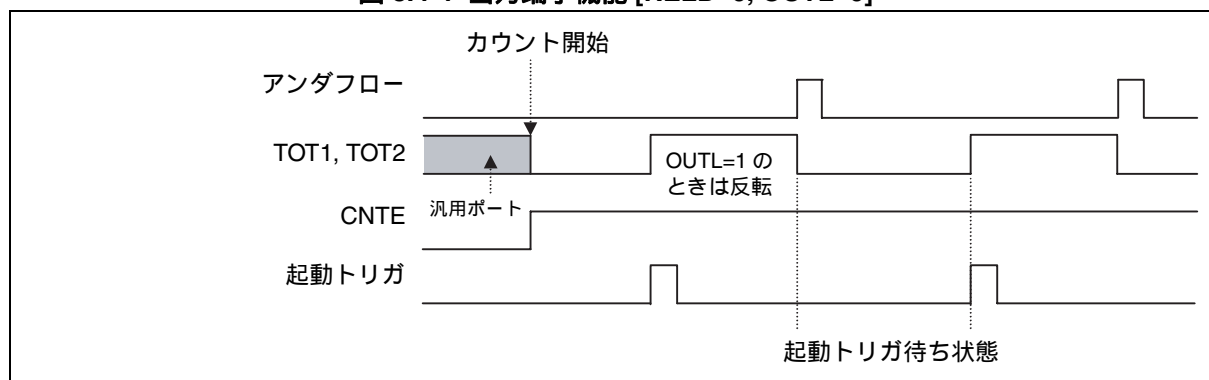 カウント開始
アンダフロー
TOT1, TOT2
OUTL=1 の
ときは反転
汎用ポート
CNTE
起動トリガ
起動トリガ待ち状態